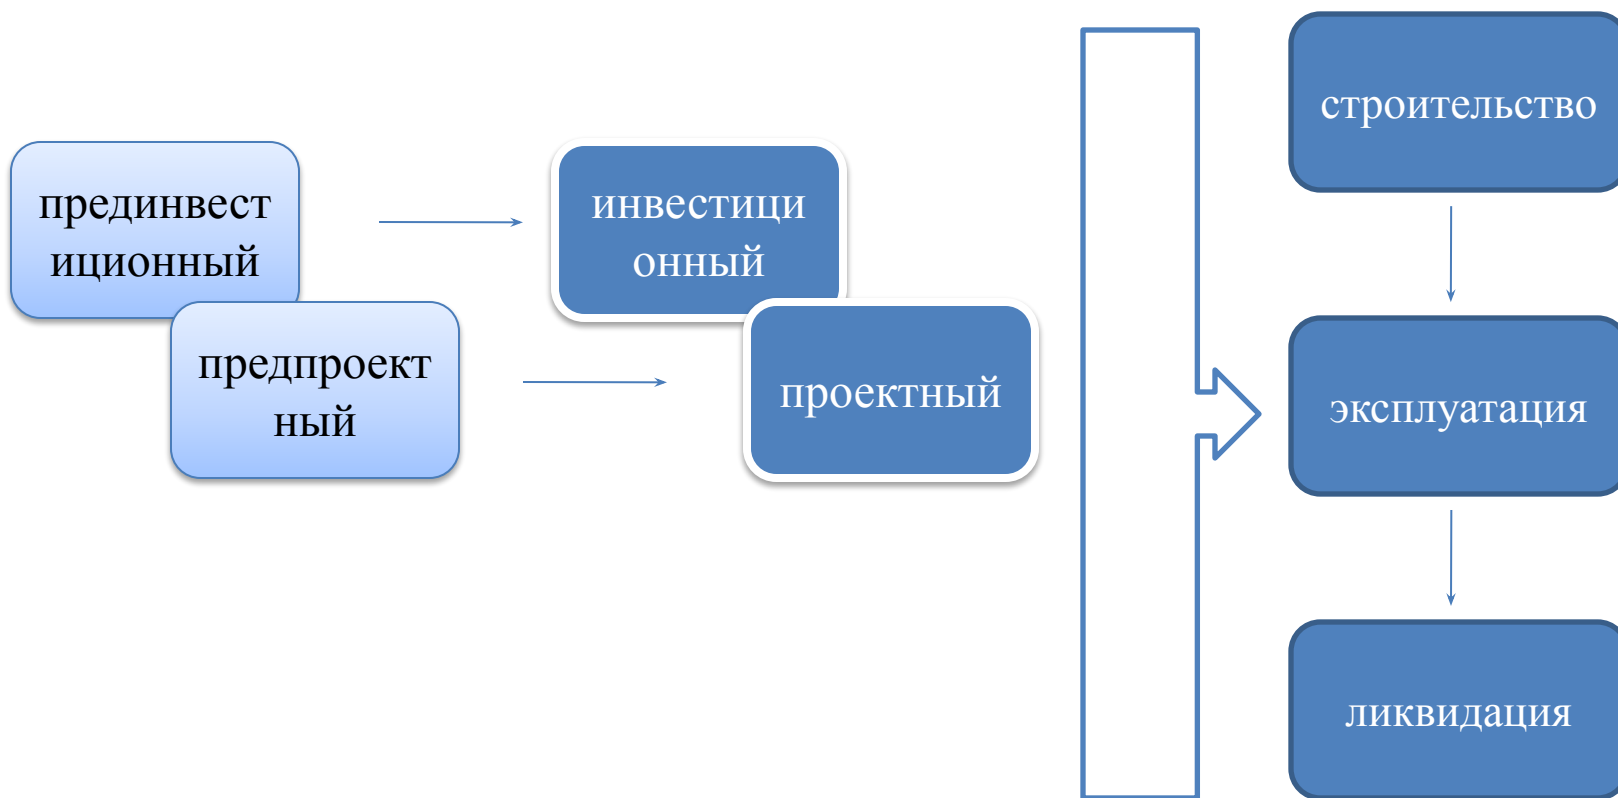 прединвест
иционный
предпроект
ный
инвестици
онный
проектный
строительство
эксплуатация
ликвидация